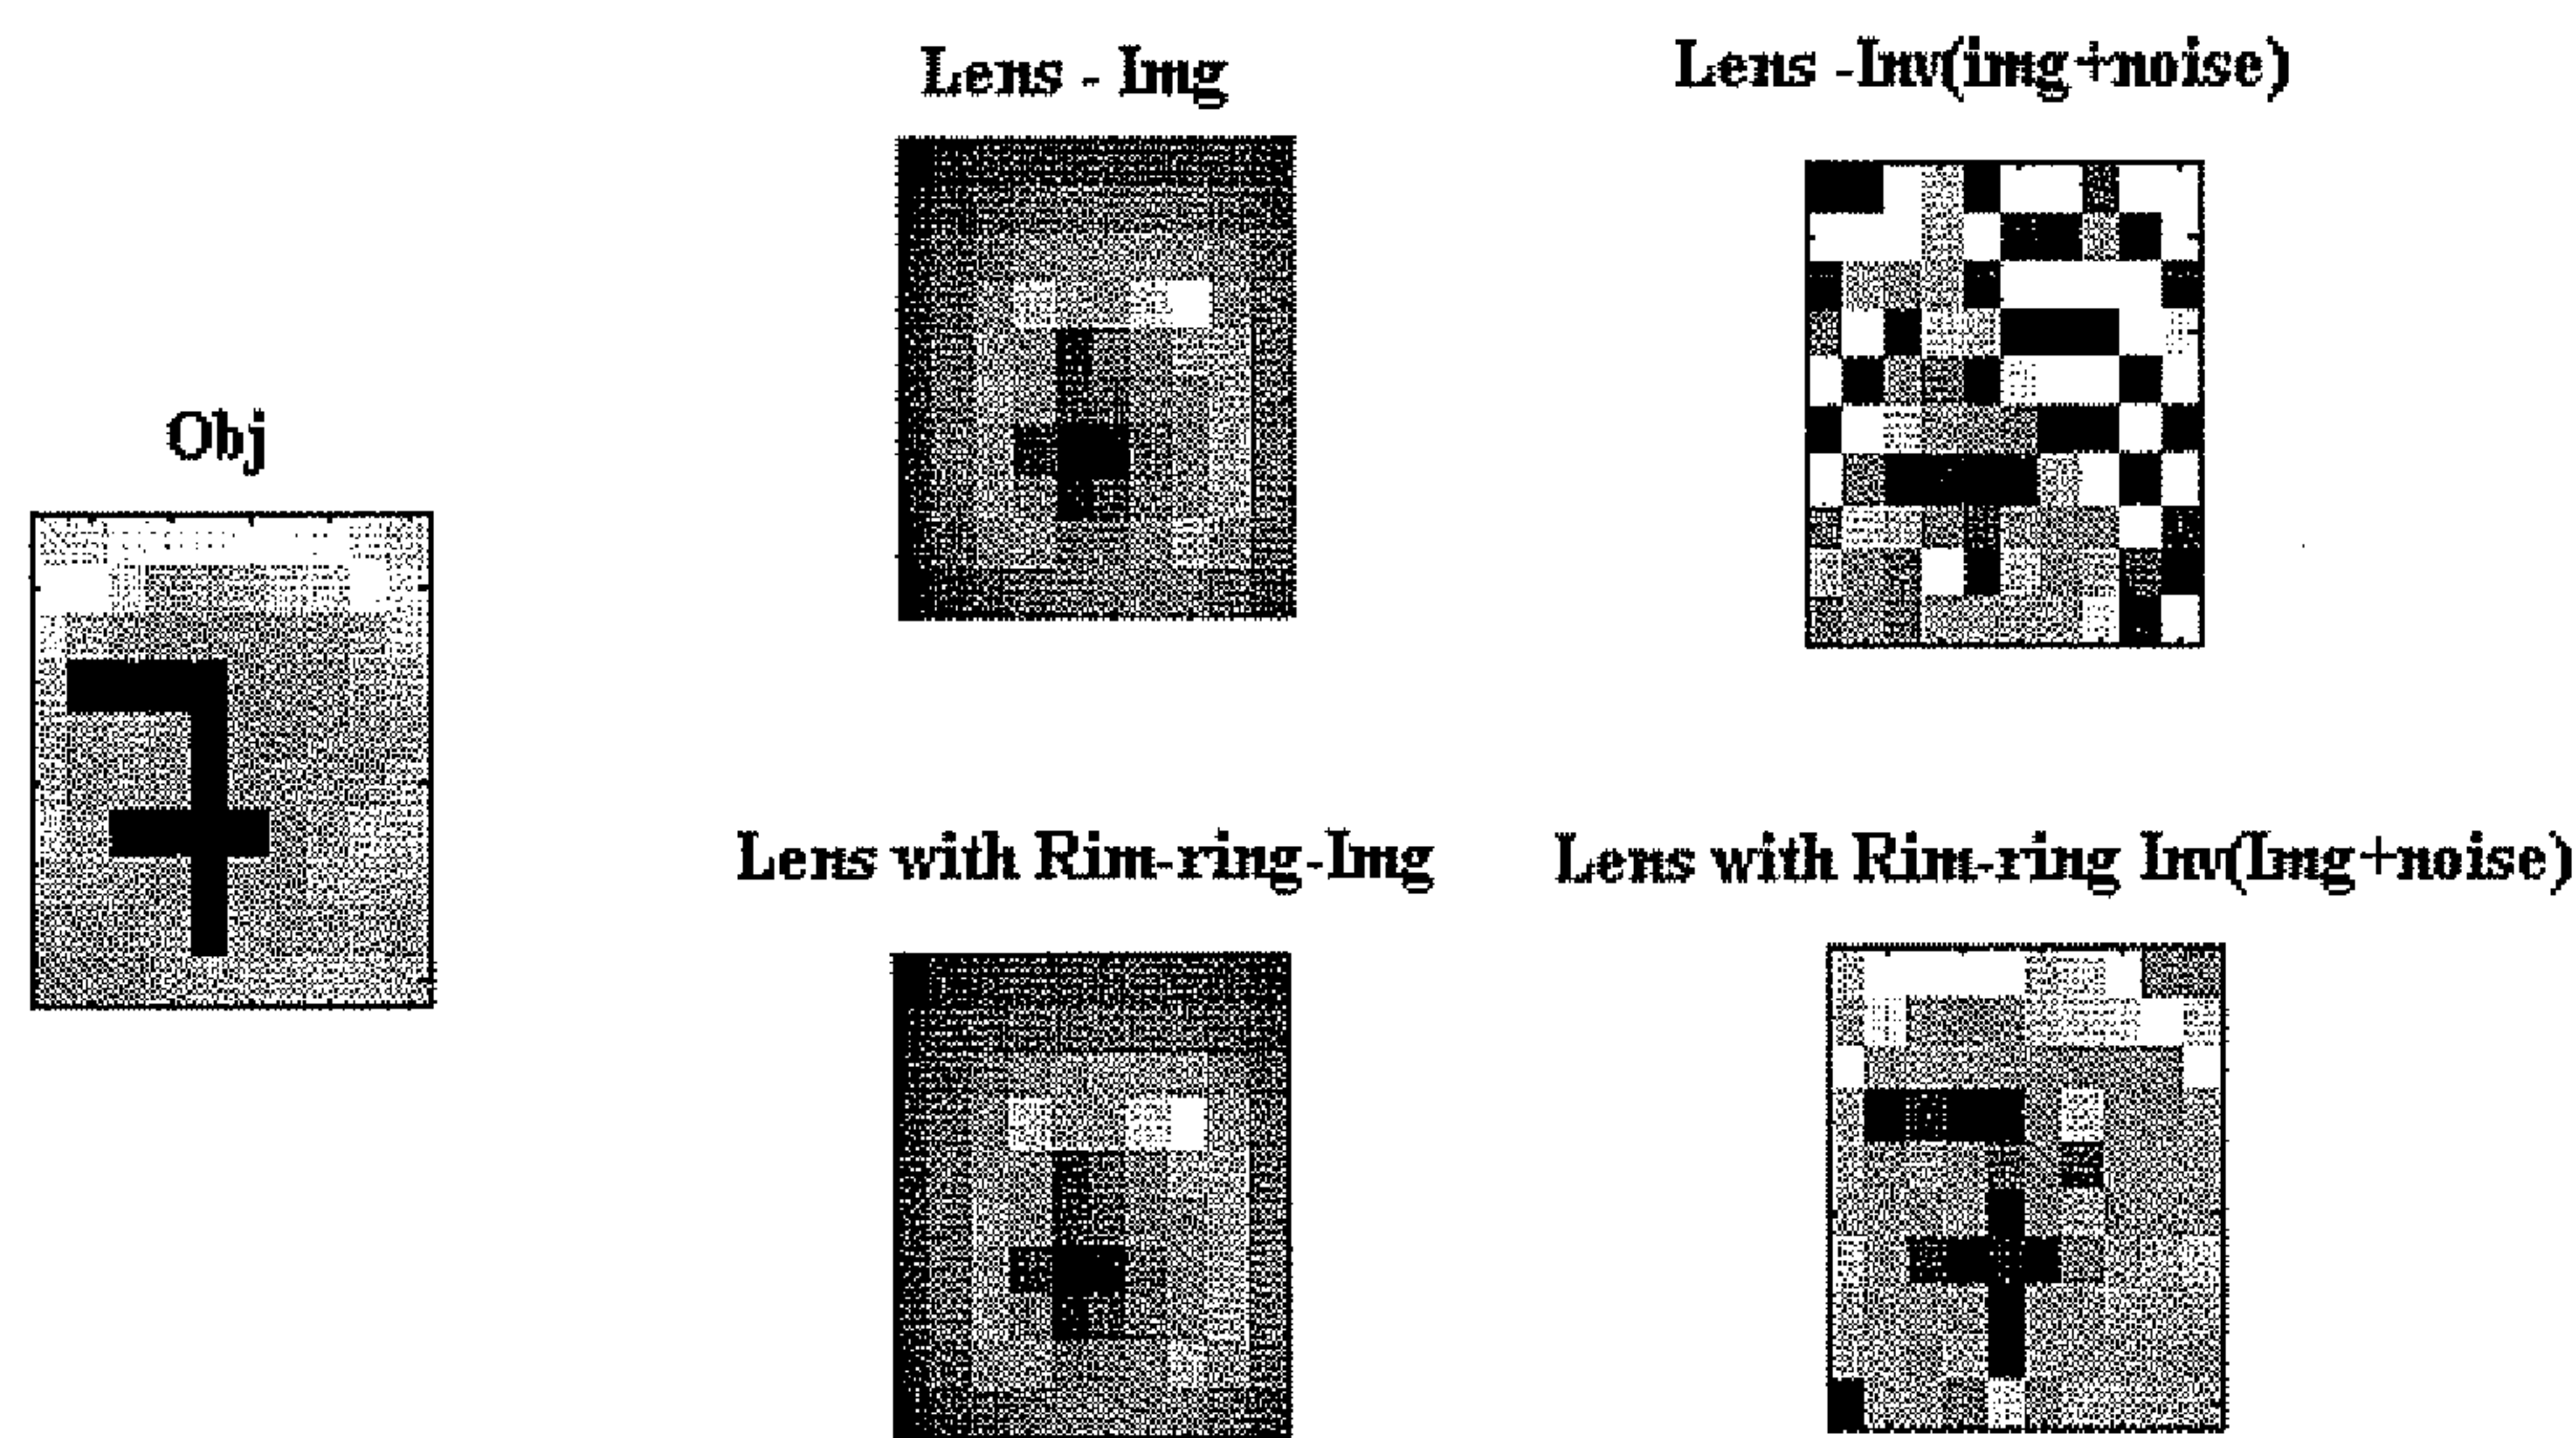 Lens - Img
Lens -Inv(img+noise)
Obj
Lens with Rim-ring-Img
Lens with Rim-ring Inv(Img+noise)